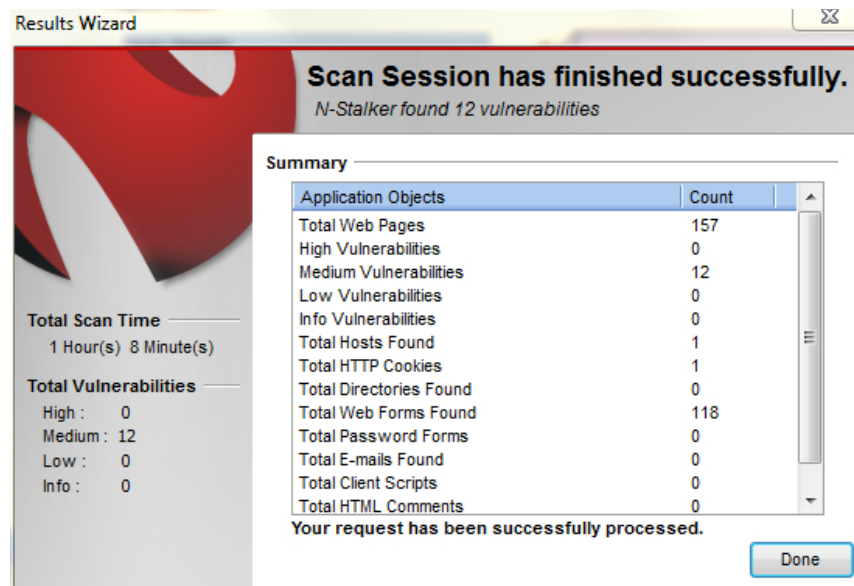 Results Wizard
Scan Session has finished successfully.
N-Stalker found 12 vulnerabilities
Summary
Application Objects Count
Total Web Pages 157
High Vulnerabilities 0
Medium Vulnerabilities 12
Low Vulnerabilities 0
Info Vulnerabilities 0
Total Hosts Found 1
Total HTTP Cookies 1
Total Directories Found 0
Total Web Forms Found 118
Total Password Forms 0
Total E-mails Found 0
Total Client Scripts 0
Total HTML Comments 0
Your request has been successfully processed.
Total Scan Time
1 Hour(s) 8 Minute(s)
Total Vulnerabilities
High : 0
Medium : 12
Low : 0
Info : 0
Done